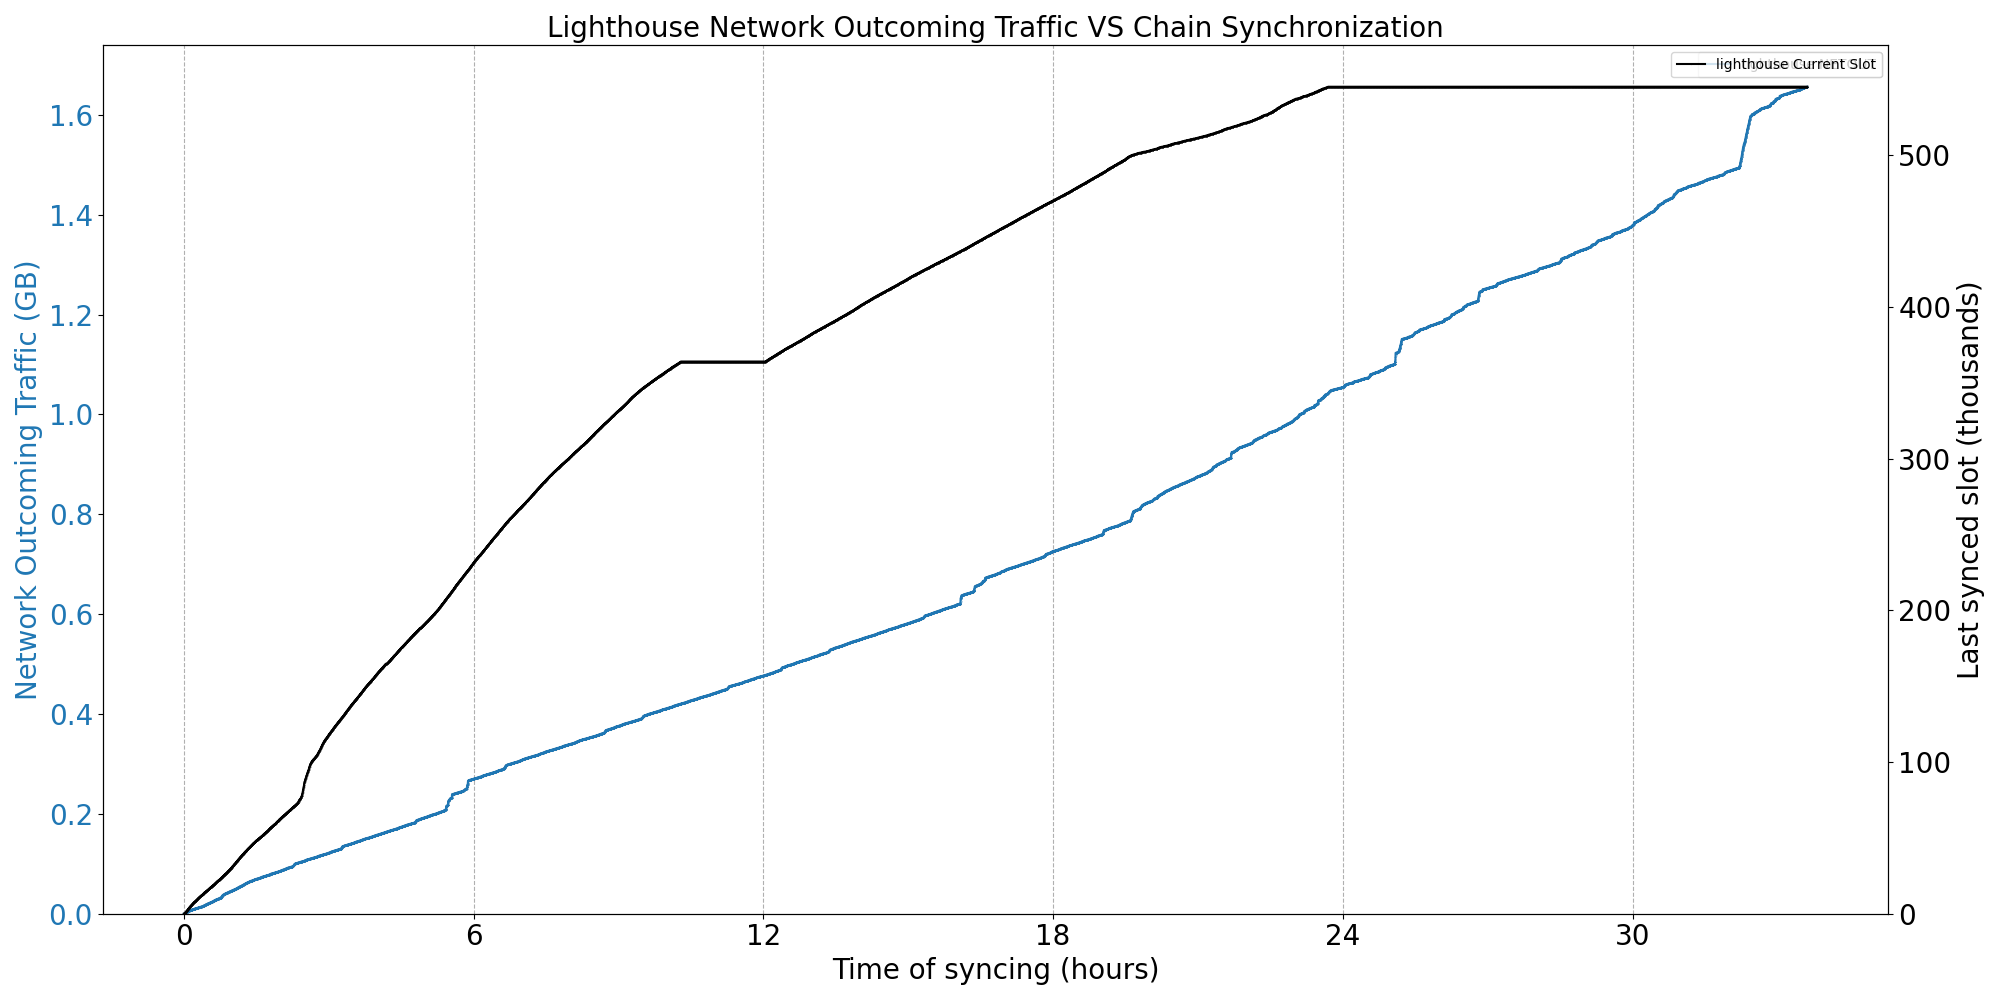 Lighthouse Network Outcoming Traffic VS Chain Synchronization
lighthouse Current Slot
Network Outcoming Traffic (GB)
1.6
1.4
1.2
1.0
0.8
0.6
0.4
0.2
0.0
500
400
300
200
100
0
Last synced slot (thousands)
0 6 12 18 24 30
Time of syncing (hours)